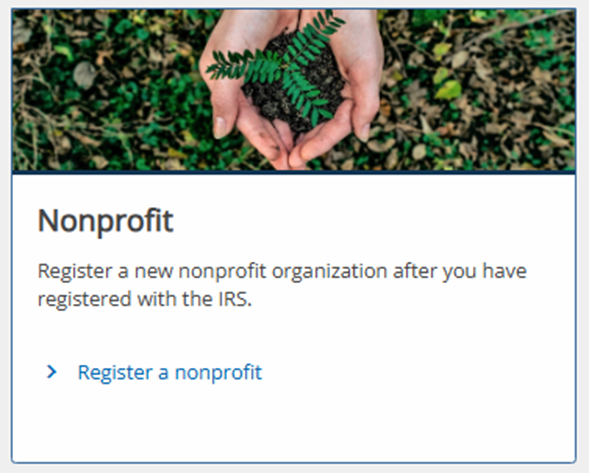 Nonprofit
Register a new nonprofit organization after you have
registered with the IRS.
Register a nonprofit